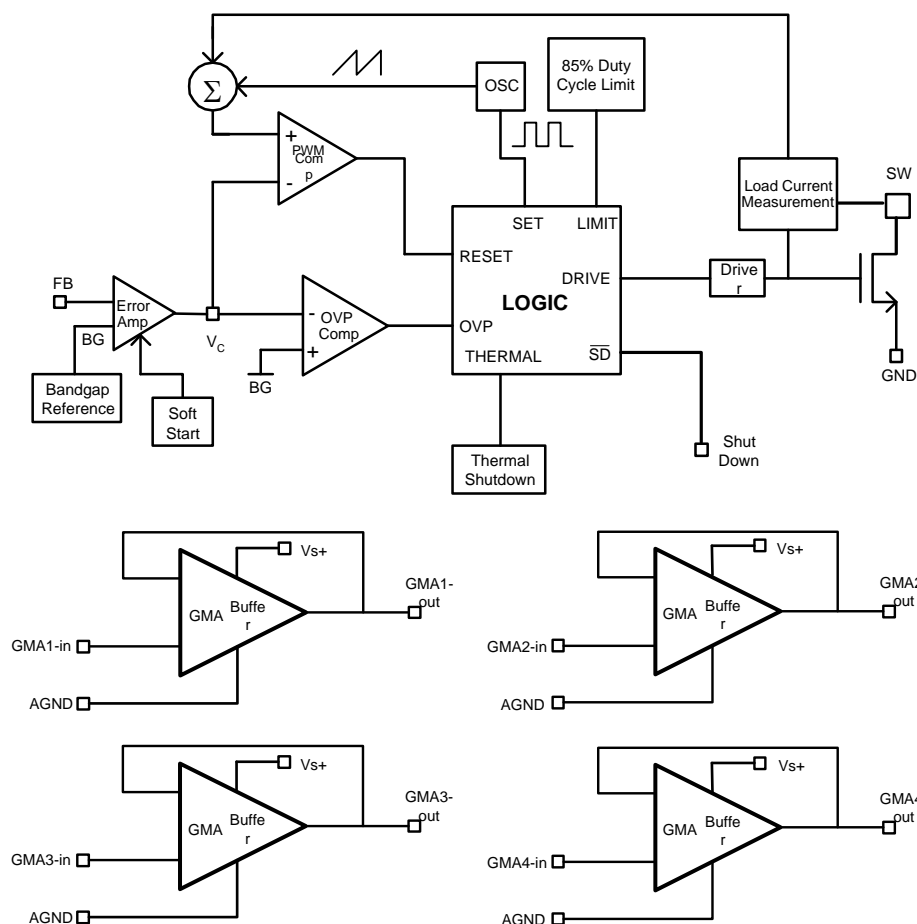 Σ
OSC
85% Duty
Cycle Limit
+
PWM
Com
p
-
Load Current
Measurement
SW
SET
LIMIT
RESET
DRIVE
LOGIC
OVP
THERMAL
SD
Drive
r
FB
Error
Amp
BG
VC
-
OVP
Comp
+
BG
GND
Bandgap
Reference
Soft
Start
Thermal
Shutdown
Shut
Down
Vs+
GMA
Buffe
r
GMA1-
out
GMA1-in
AGND
Vs+
GMA
Buffe
r
GMA2
out
GMA2-in
AGND
Vs+
GMA
Buffe
r
GMA3-
out
GMA3-in
AGND
Vs+
GMA
Buffe
r
GMA4
out
GMA4-in
AGND